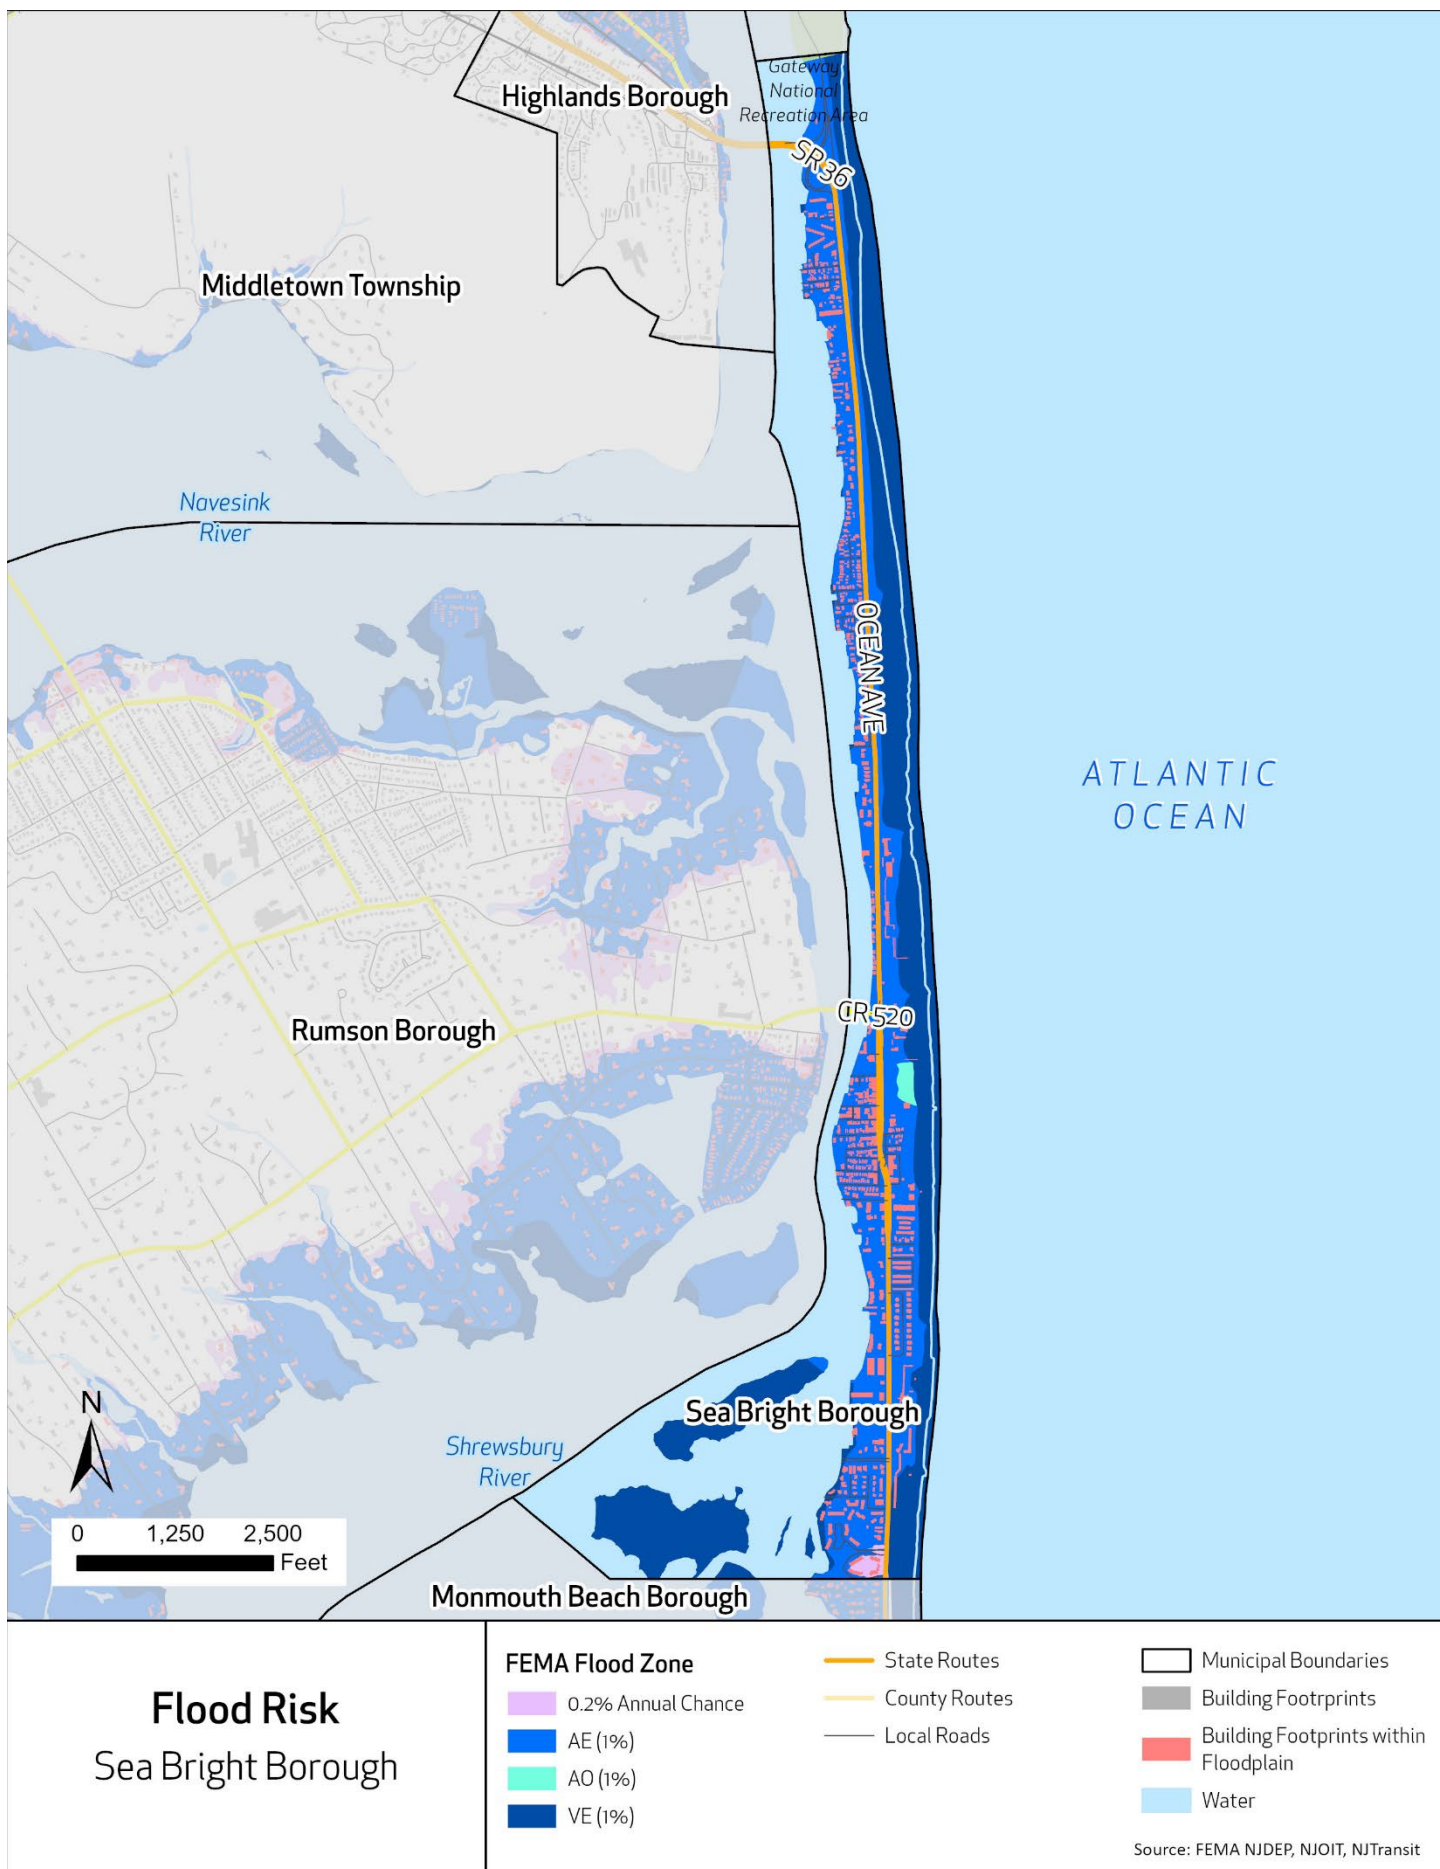 Gateway
National
Recreation Area
Highlands Borough
SR 36
Middletown Township
Navesink
River
OCEAN AVE
ATLANTIC
OCEAN
CR 520
Rumson Borough
N
Sea Bright Borough
Shrewsbury
River
0 1,250 2,500
Feet
Monmouth Beach Borough
Flood Risk
Sea Bright Borough
FEMA Flood Zone
0.2% Annual Chance
AE (1%)
AO (1%)
VE (1%)
State Routes
County Routes
Local Roads
Municipal Boundaries
Building Footrprints
Building Footprints within
Floodplain
Water
Source: FEMA NJDEP, NJOIT, NJTransit